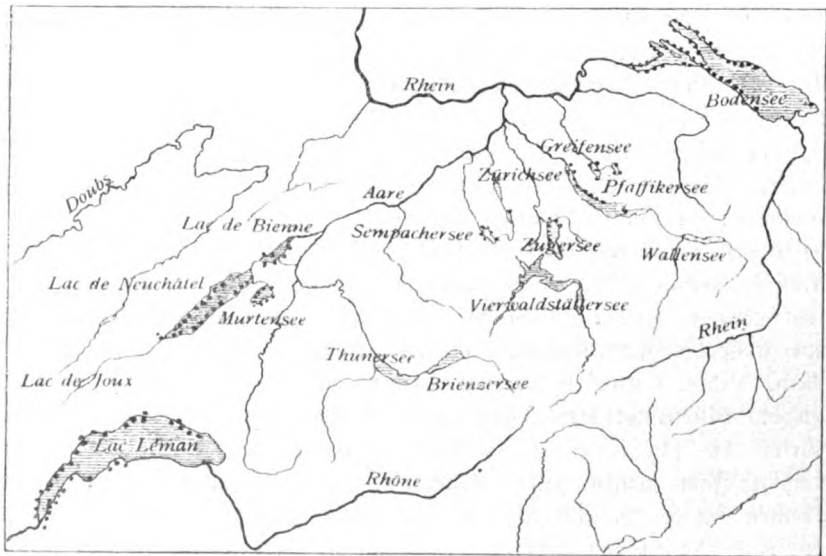 Rhein
Bodensee
Greifensee
Zürichsee
Pfaffikersee
Doubs
Aare
Lac de Bienne
Sempachersee
Zugersee
Wallensee
Lac de Neuchâtel
Murtensee
Vierwaldstättersee
Rhein
Thunersee
Lac de Joux
Brienzersee
Lac Léman
Rhône